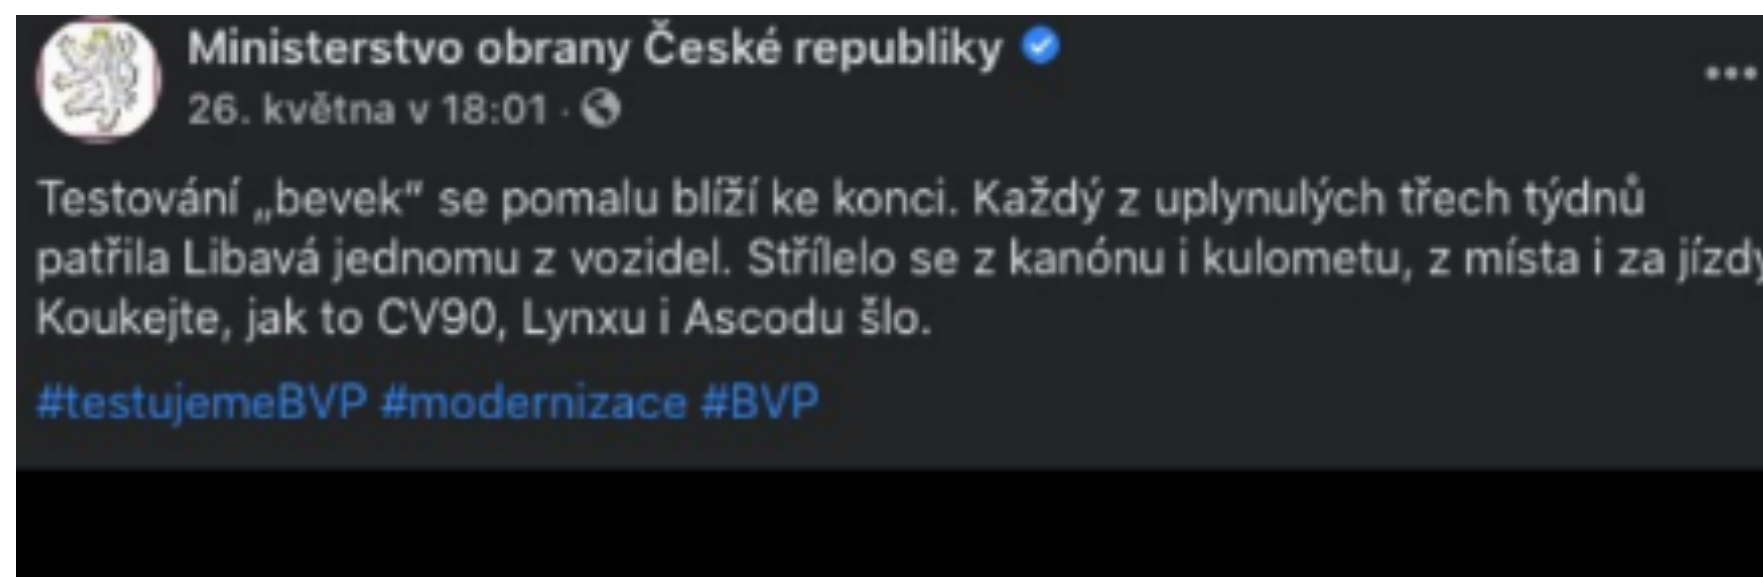 Ministerstvo obrany České republiky
26. května v 18:01 ·
Testování „bevek" se pomalu blíží ke konci. Každý z uplynulých třech týdnů
patřila Libavá jednomu z vozidel. Střílelo se z kanónu i kulometu, z místa i za jízdy
Koukejte, jak to CV90, Lynxu i Ascodu šlo.
#testujemeBVP #modernizace #BVP